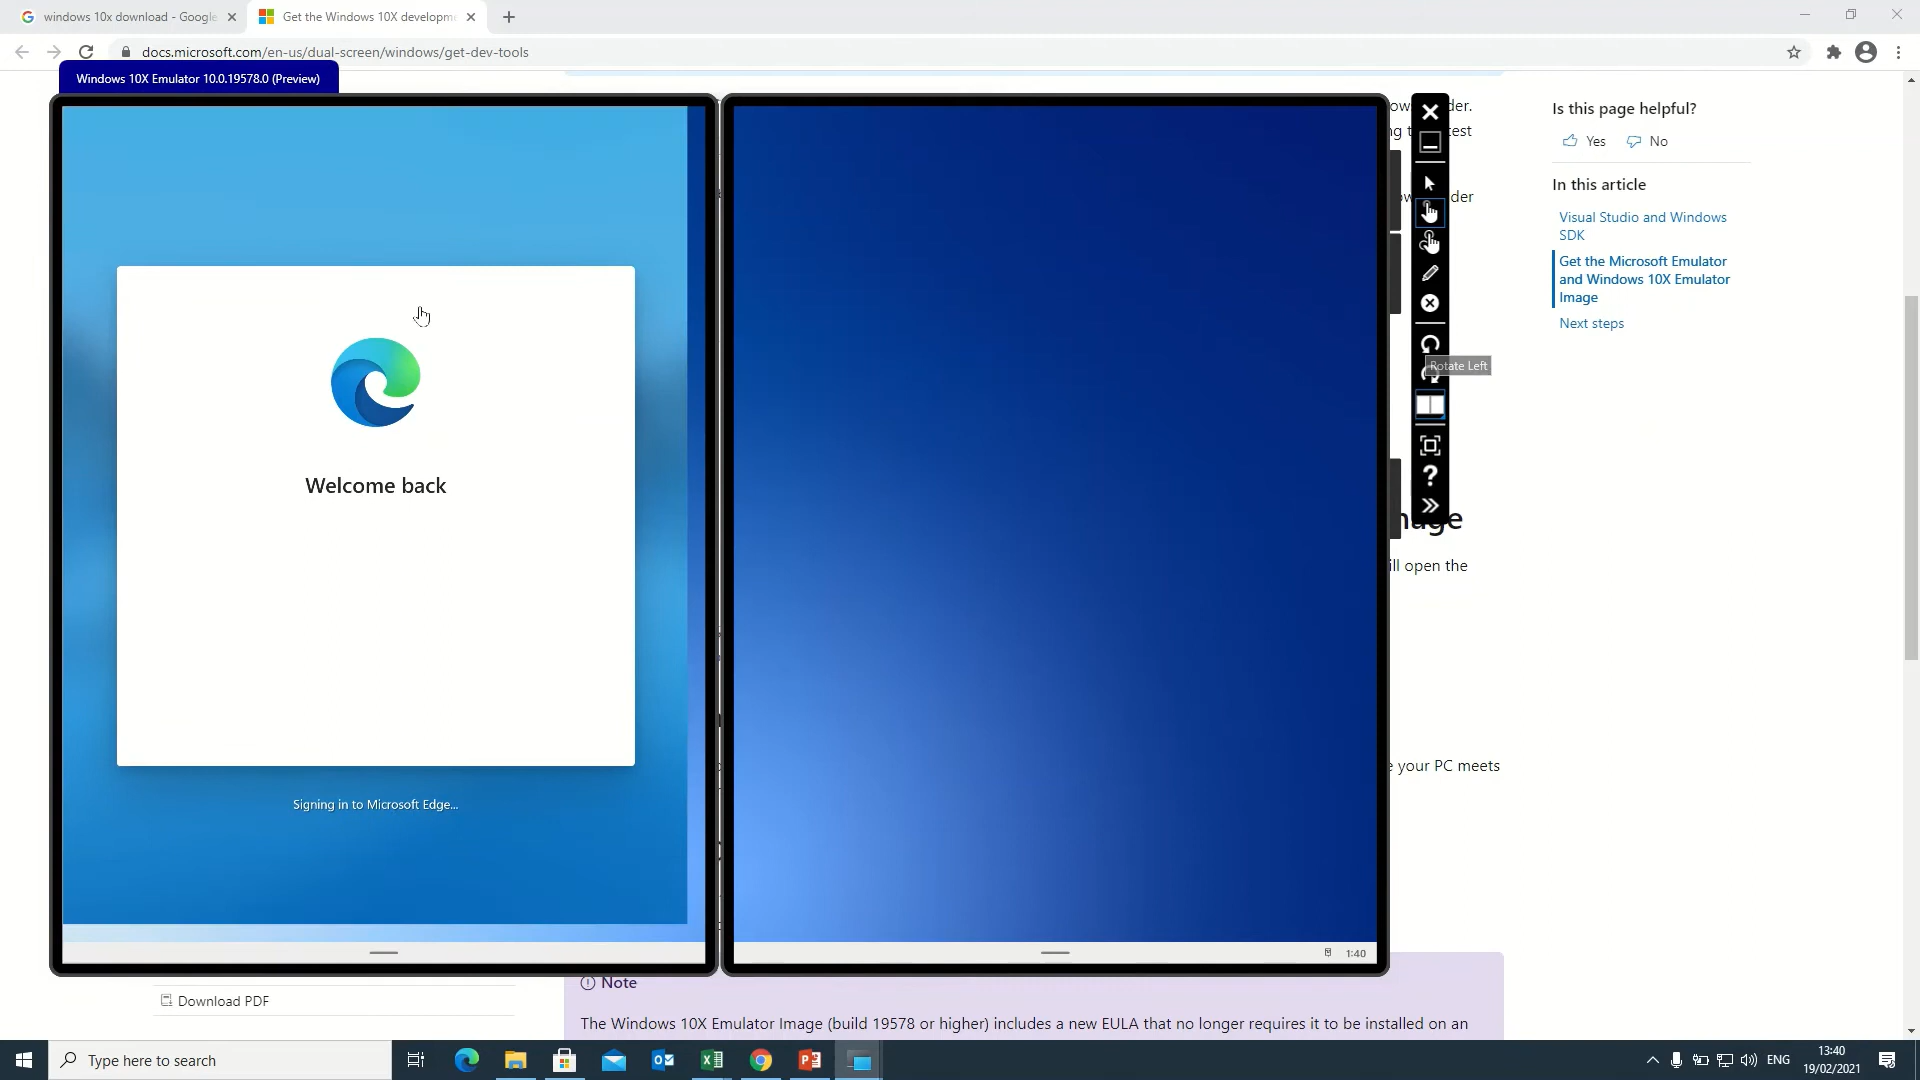 windows 10x download - Google
Get the Windows 10X developm
docs.microsoft.com/en-us/dual-screen/windows/get-dev-tools
Windows 10X Emulator 10.0.19578.0 (Preview)
Is this page helpful?
Yes No
In this article
Visual Studio and Windows
SDK
Get the Microsoft Emulator
and Windows 10X Emulator
Image
Next steps
Rotate Left
Welcome back
ill open the
your PC meets
Signing in to Microsoft Edge...
1:40
Download PDF
Note
The Windows 10X Emulator Image (build 19578 or higher) includes a new EULA that no longer requires it to be installed on an
Type here to search
ENG
13:40
19/02/2021